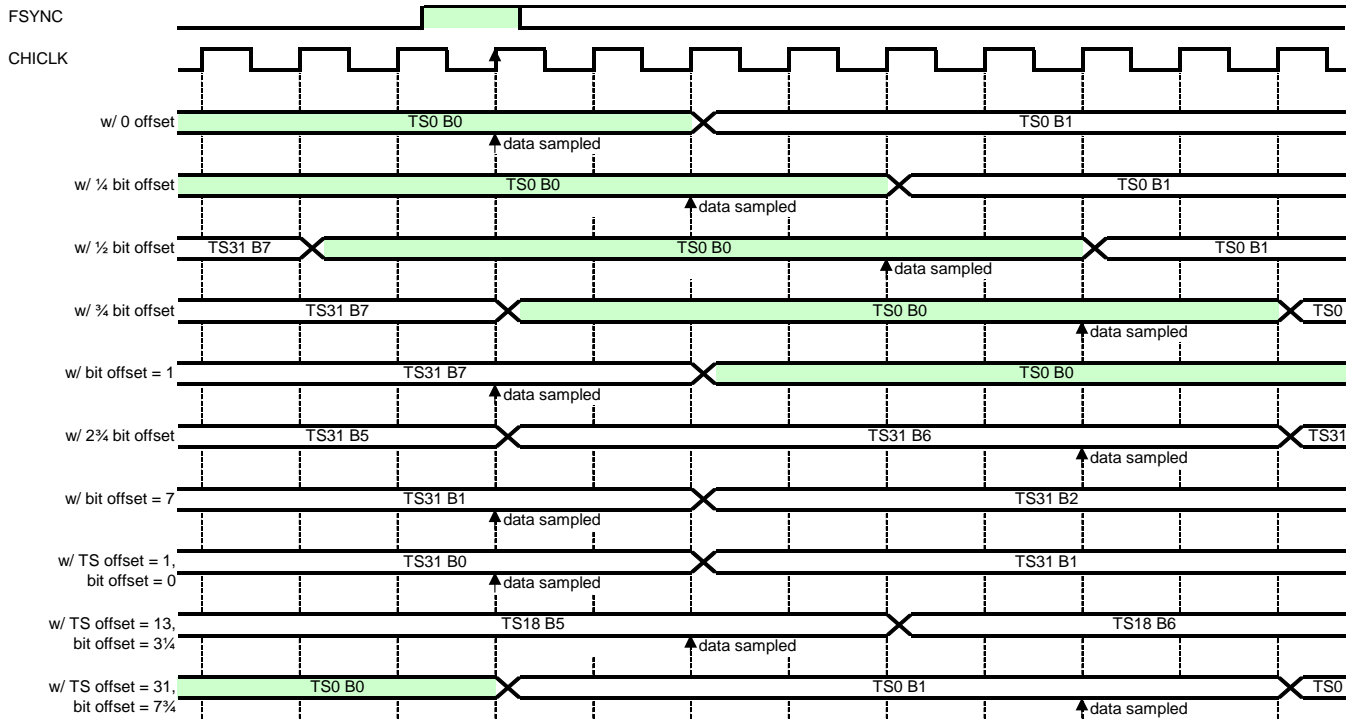 FSYNC
CHICLK
w/ 0 offset TS0 B0 TS0 B1
data sampled
w/ ¼ bit offset TS0 B0 TS0 B1
data sampled
w/ ½ bit offset TS31 B7 TS0 B0 TS0 B1
data sampled
w/ ¾ bit offset TS31 B7 TS0 B0 TS0
data sampled
w/ bit offset = 1 TS31 B7 TS0 B0
data sampled
w/ 2¾ bit offset TS31 B5 TS31 B6 TS31
data sampled
w/ bit offset = 7 TS31 B1 TS31 B2
data sampled
w/ TS offset = 1, TS31 B0 TS31 B1
bit offset = 0 data sampled
w/ TS offset = 13, TS18 B5 TS18 B6
bit offset = 3¼ data sampled
w/ TS offset = 31, TS0 B0 TS0 B1 TS0
bit offset = 7¾ data sampled